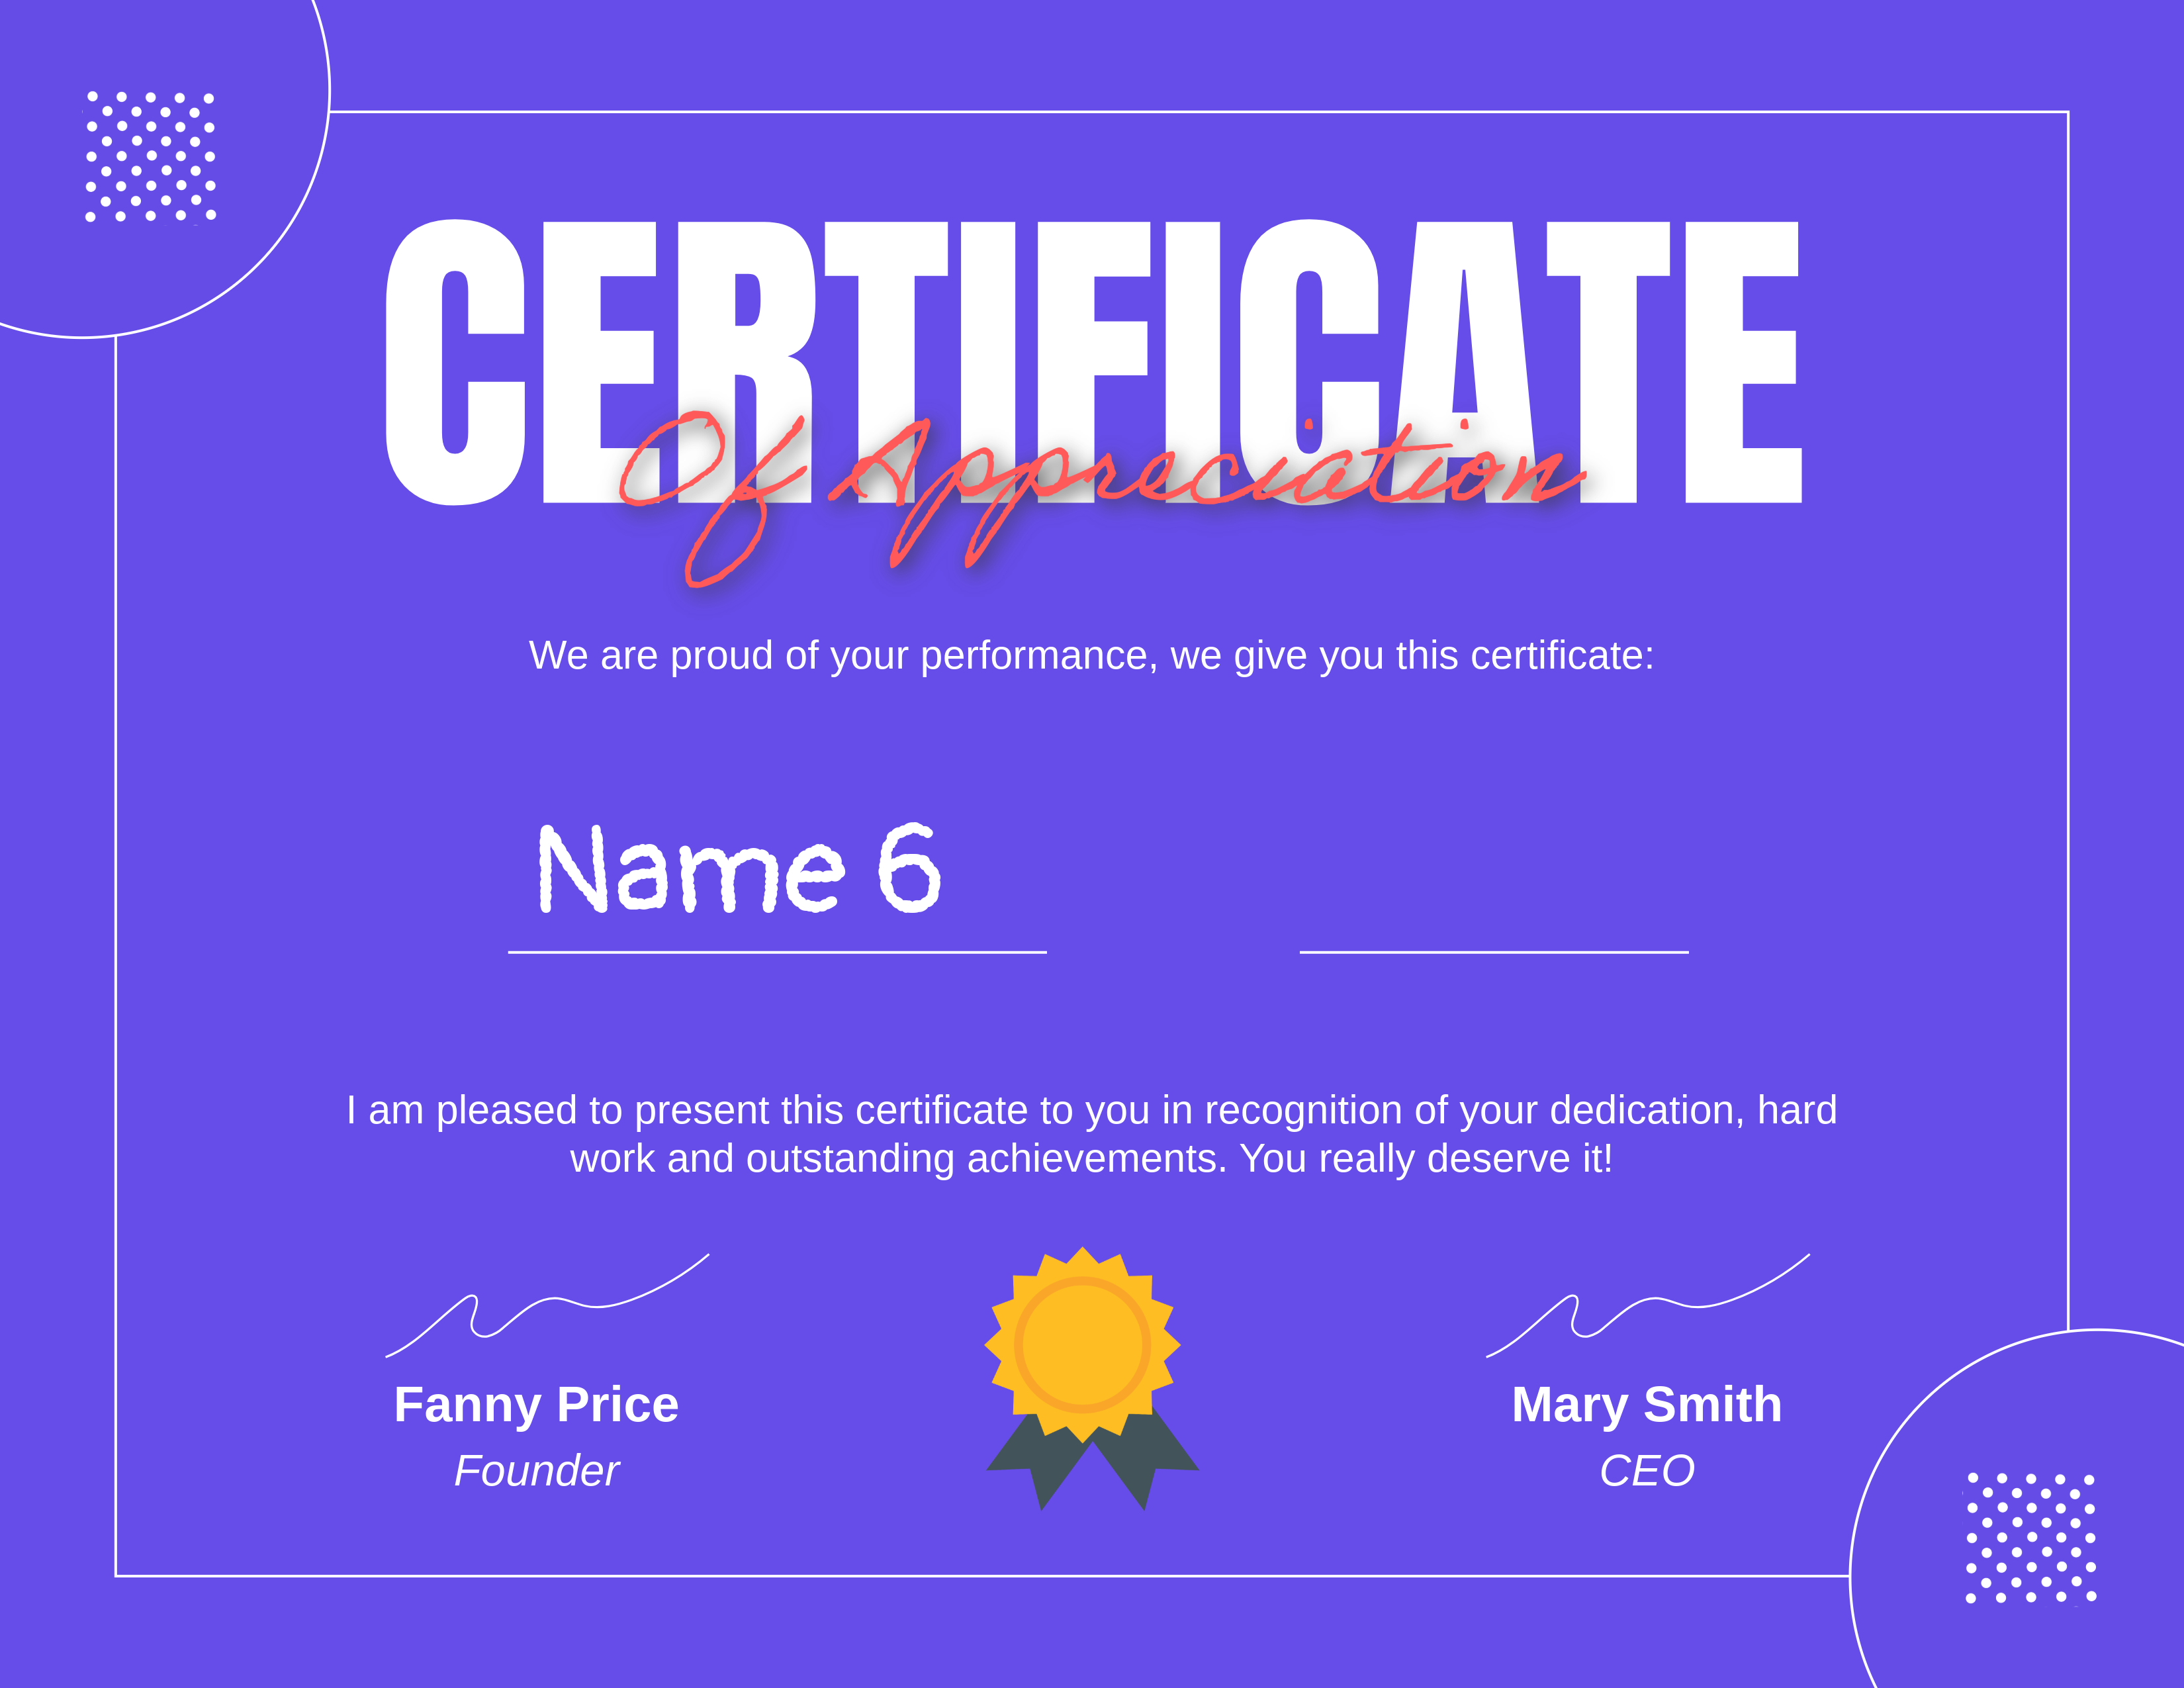 CERTIFICATE
Of Appreciation
We are proud of your performance, we give you this certificate:
Name 6
I am pleased to present this certificate to you in recognition of your dedication, hard
work and outstanding achievements. You really deserve it!
Fanny Price
Mary Smith
Founder
CEO